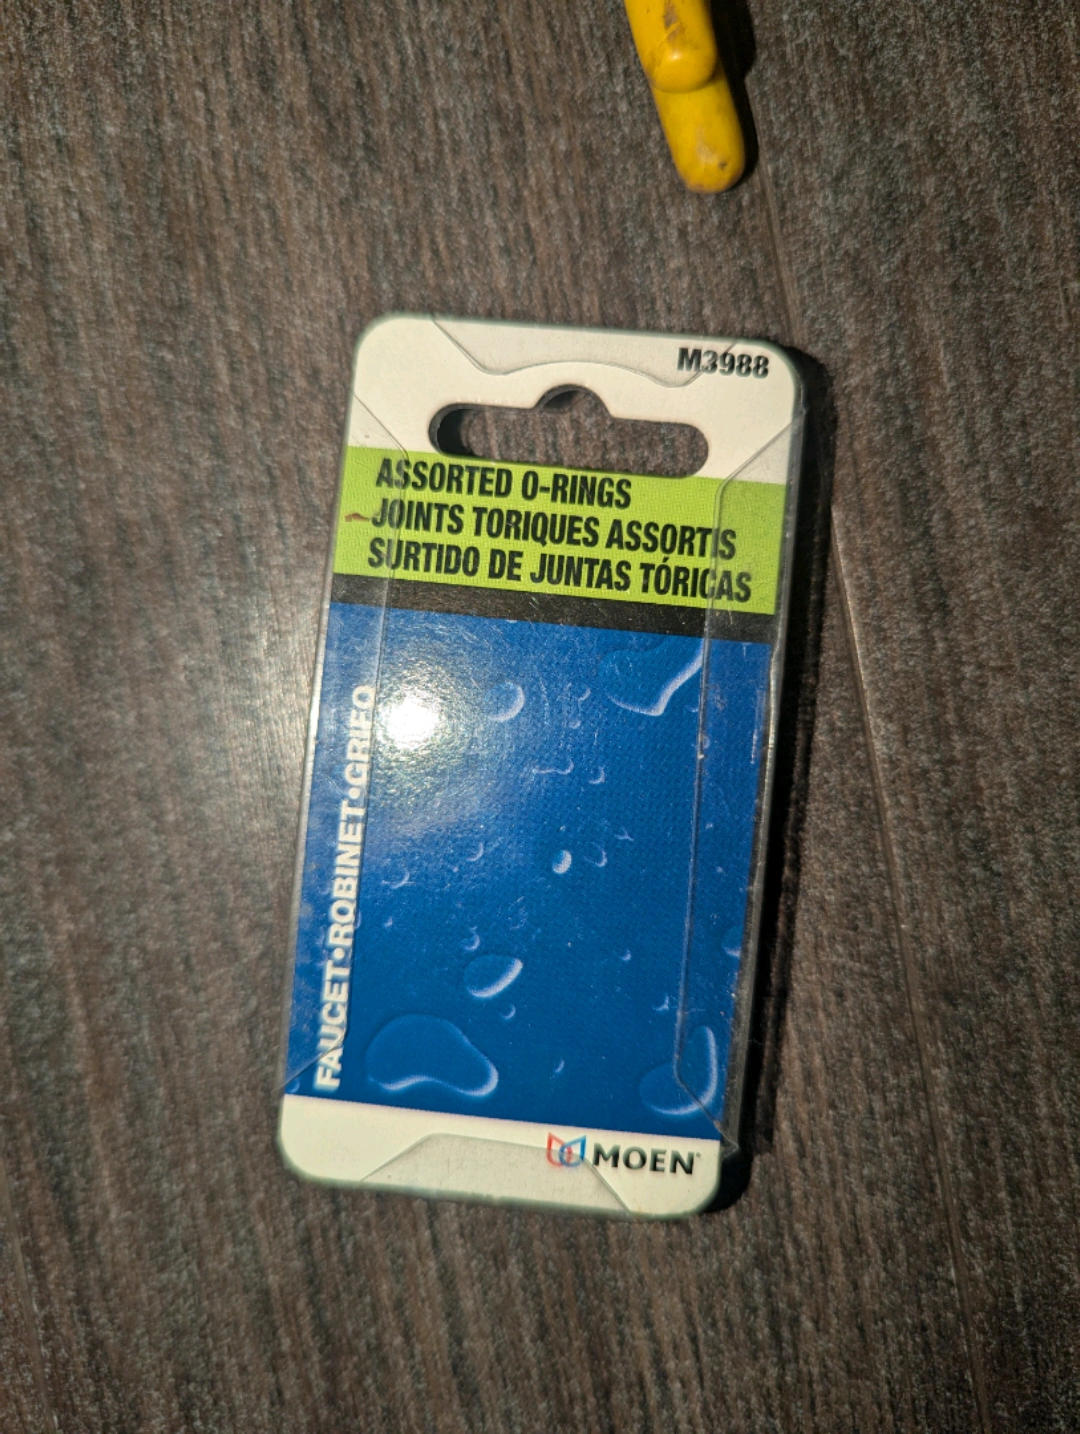 M3988
ASSORTED O-RINGS
JOINTS TORIQUES ASSORTIS
SURTIDO DE JUNTAS TÓRICAS
FAUCET•ROBINET•GRIFO
MOEN®